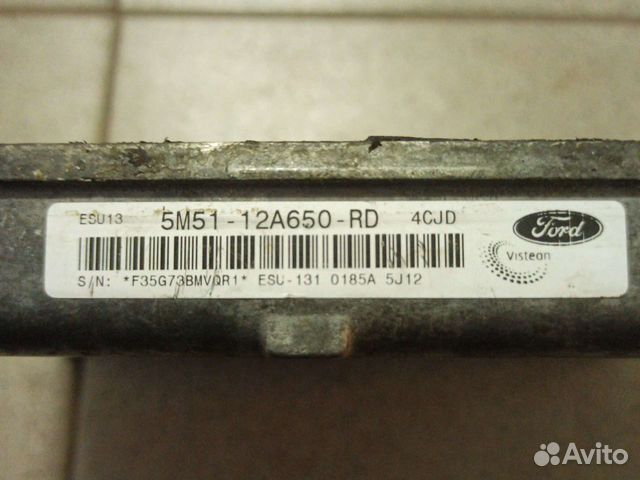 ESU13 5M51-12A650-RD 4CJD
Ford
Visteon
S/N: *F35G73BMVQR1* ESU-131 0185A 5J12
Avito